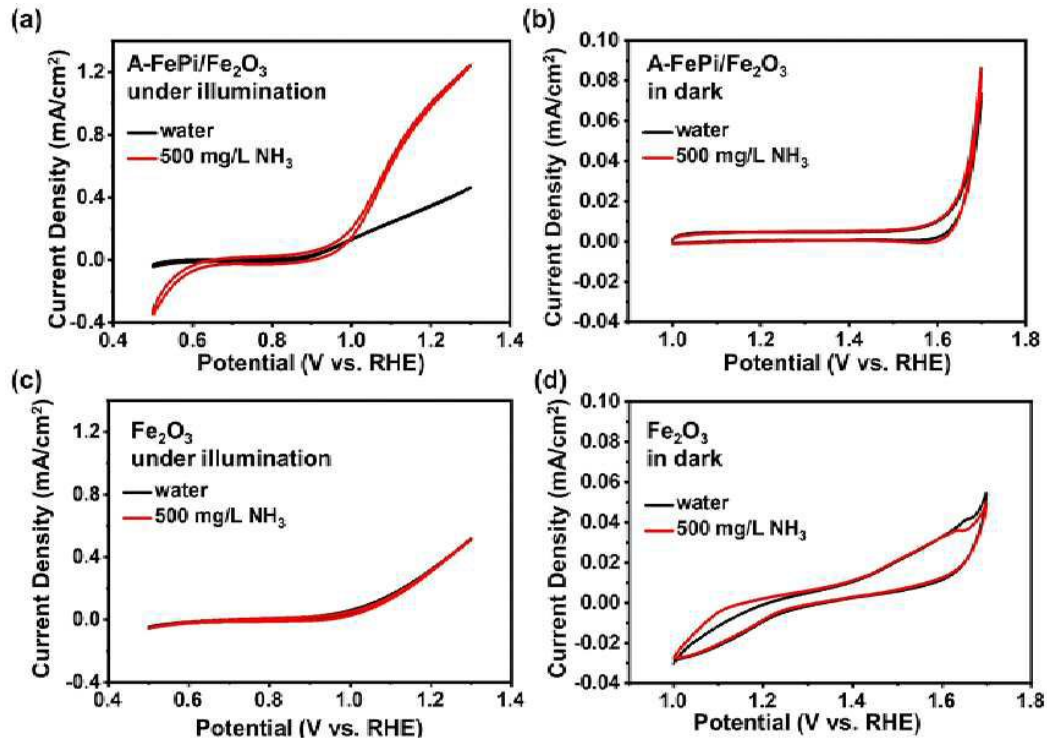 (a)
A-FePi/Fe₂O₃
under illumination
water
500 mg/L NH₃
Current Density (mA/cm²)
1.2
0.8
0.4
0.0
-0.4
0.4 0.6 0.8 1.0 1.2 1.4
Potential (V vs. RHE)
(b)
A-FePi/Fe₂O₃
in dark
water
500 mg/L NH₃
Current Density (mA/cm²)
0.10
0.08
0.06
0.04
0.02
0.00
-0.02
-0.04
1.0 1.2 1.4 1.6 1.8
Potential (V vs. RHE)
(c)
Fe₂O₃
under illumination
water
500 mg/L NH₃
Current Density (mA/cm²)
1.2
0.8
0.4
0.0
-0.4
0.4 0.6 0.8 1.0 1.2 1.4
Potential (V vs. RHE)
(d)
Fe₂O₃
in dark
water
500 mg/L NH₃
Current Density (mA/cm²)
0.10
0.08
0.06
0.04
0.02
0.00
-0.02
-0.04
1.0 1.2 1.4 1.6 1.8
Potential (V vs. RHE)